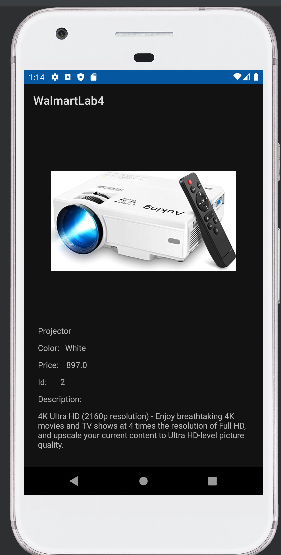 1:14
WalmartLab4
Auking
Projector
Color: White
Price: 897.0
Id: 2
Description:
4K Ultra HD (2160p resolution) - Enjoy breathtaking 4K
movies and TV shows at 4 times the resolution of Full HD,
and upscale your current content to Ultra HD-level picture
quality.